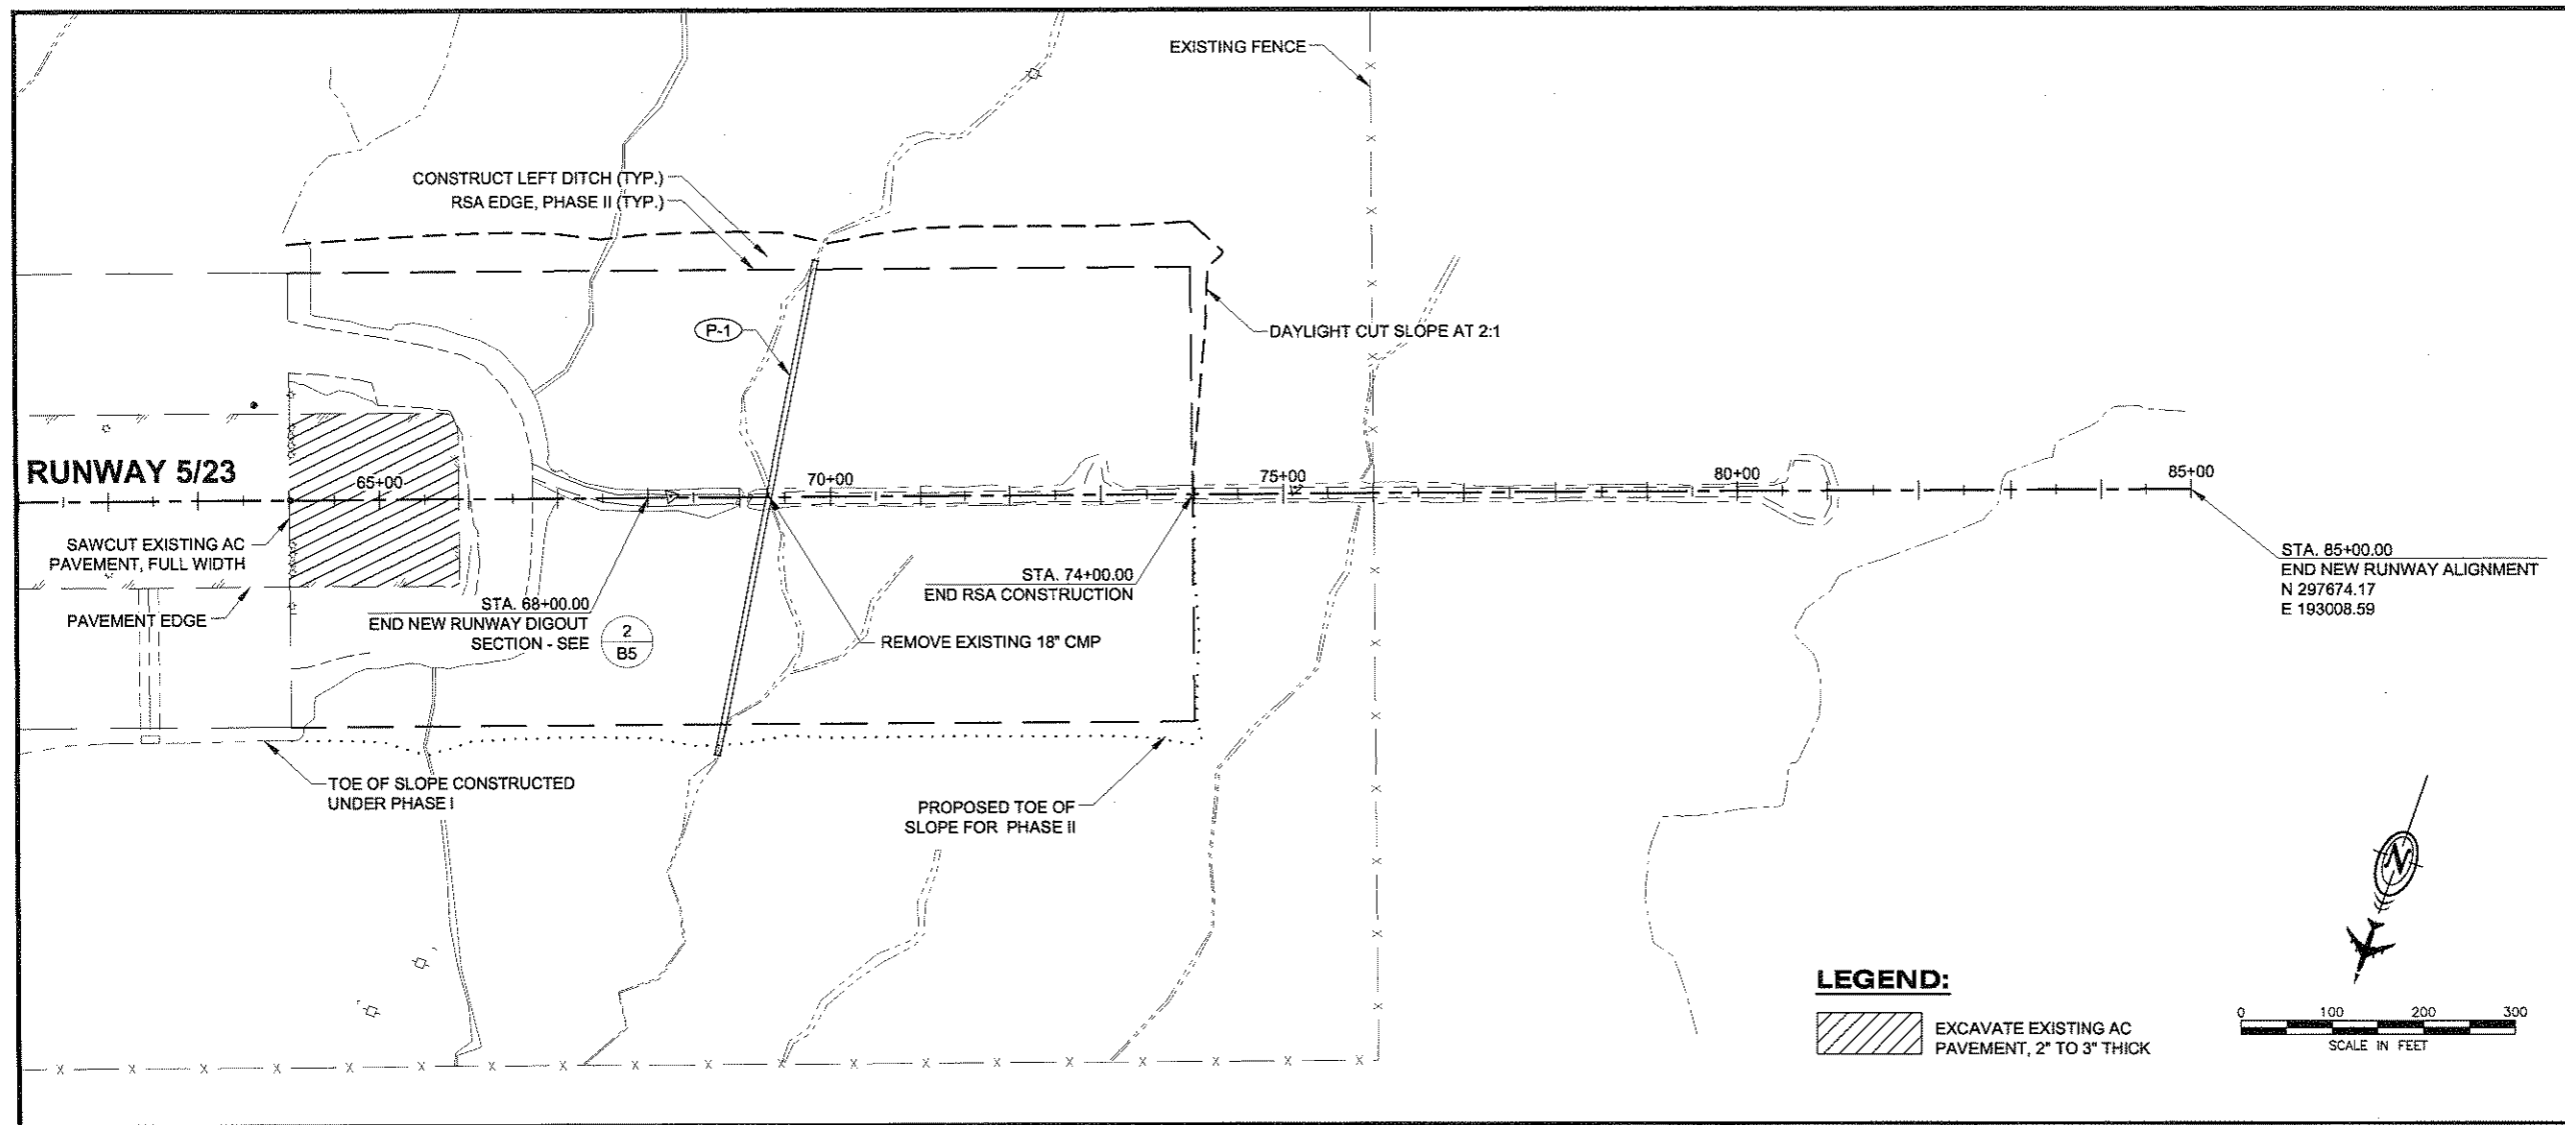 EXISTING FENCE
CONSTRUCT LEFT DITCH (TYP.)
RSA EDGE, PHASE II (TYP.)
P-1
DAYLIGHT CUT SLOPE AT 2:1
RUNWAY 5/23
65+00
70+00
75+00
80+00
85+00
SAWCUT EXISTING AC
PAVEMENT, FULL WIDTH
PAVEMENT EDGE
STA. 68+00.00
END NEW RUNWAY DIGOUT
SECTION - SEE
2
B5
STA. 74+00.00
END RSA CONSTRUCTION
REMOVE EXISTING 18" CMP
STA. 85+00.00
END NEW RUNWAY ALIGNMENT
N 297674.17
E 193008.59
TOE OF SLOPE CONSTRUCTED
UNDER PHASE I
PROPOSED TOE OF
SLOPE FOR PHASE II
N
LEGEND:
EXCAVATE EXISTING AC
PAVEMENT, 2" TO 3" THICK
0 100 200 300
SCALE IN FEET